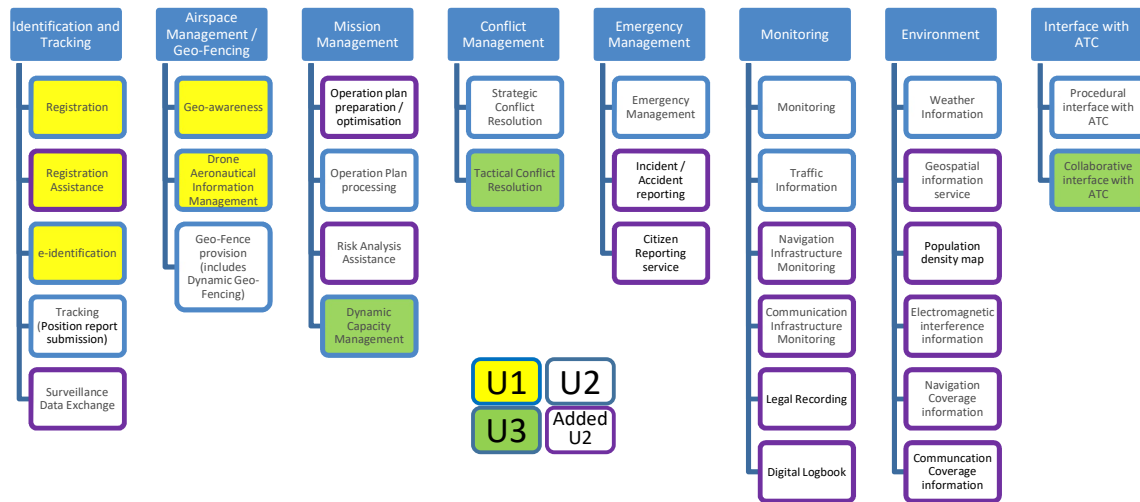 Identification and
Tracking
Registration
Registration
Assistance
e-identification
Tracking
(Position report
submission)
Surveillance
Data Exchange
Airspace
Management /
Geo-Fencing
Geo-awareness
Drone
Aeronautical
Information
Management
Geo-Fence
provision
(includes
Dynamic Geo-
Fencing)
Mission
Management
Operation plan
preparation /
optimisation
Operation Plan
processing
Risk Analysis
Assistance
Dynamic
Capacity
Management
Conflict
Management
Strategic
Conflict
Resolution
Tactical Conflict
Resolution
Emergency
Management
Emergency
Management
Incident /
Accident
reporting
Citizen
Reporting
service
Monitoring
Monitoring
Traffic
Information
Navigation
Infrastructure
Monitoring
Communication
Infrastructure
Monitoring
Legal Recording
Digital Logbook
Environment
Weather
Information
Geospatial
information
service
Population
density map
Electromagnetic
interference
information
Navigation
Coverage
information
Communcation
Coverage
information
Interface with
ATC
Procedural
interface with
ATC
Collaborative
interface with
ATC
U1
U2
U3
Added
U2